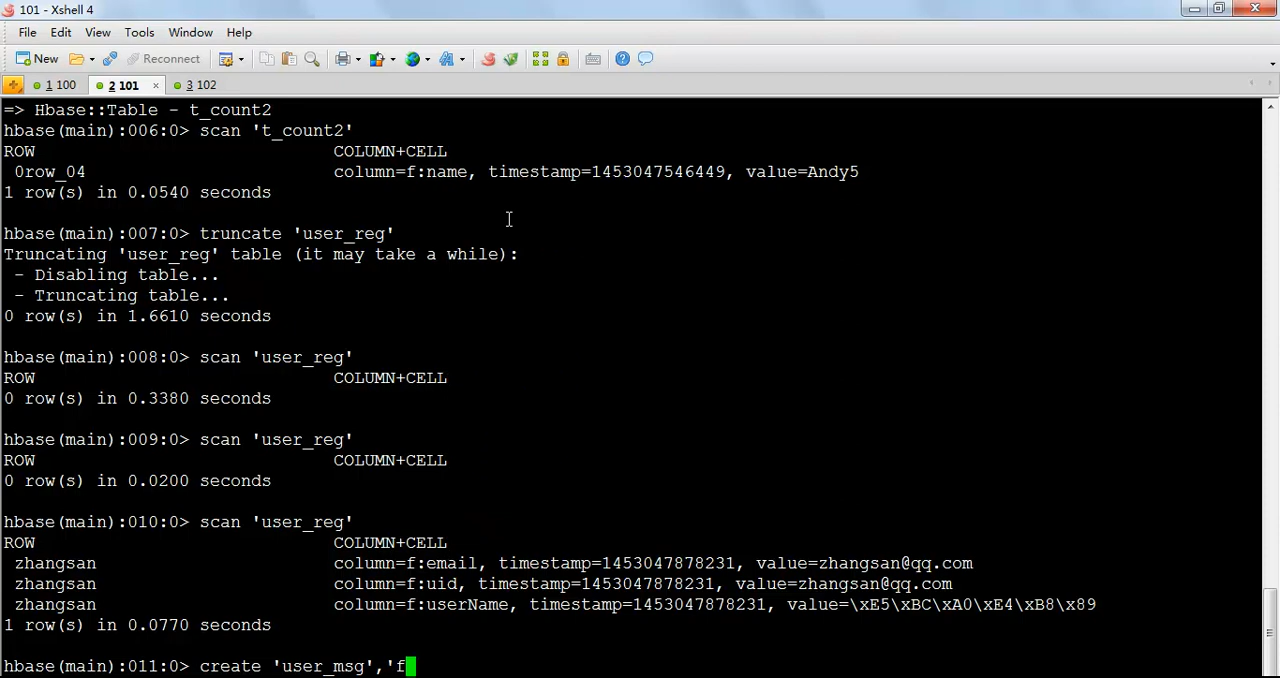 101 - Xshell 4
File Edit View Tools Window Help
New Reconnect
1 100 2 101 × 3 102
=> Hbase::Table - t_count2
hbase(main):006:0> scan 't_count2'
ROW COLUMN+CELL
0row_04 column=f:name, timestamp=1453047546449, value=Andy5
1 row(s) in 0.0540 seconds
hbase(main):007:0> truncate 'user_reg'
Truncating 'user_reg' table (it may take a while):
- Disabling table...
- Truncating table...
0 row(s) in 1.6610 seconds
hbase(main):008:0> scan 'user_reg'
ROW COLUMN+CELL
0 row(s) in 0.3380 seconds
hbase(main):009:0> scan 'user_reg'
ROW COLUMN+CELL
0 row(s) in 0.0200 seconds
hbase(main):010:0> scan 'user_reg'
ROW COLUMN+CELL
zhangsan column=f:email, timestamp=1453047878231, value=zhangsan@qq.com
zhangsan column=f:uid, timestamp=1453047878231, value=zhangsan@qq.com
zhangsan column=f:userName, timestamp=1453047878231, value=\xE5\xBC\xA0\xE4\xB8\x89
1 row(s) in 0.0770 seconds
hbase(main):011:0> create 'user_msg','f